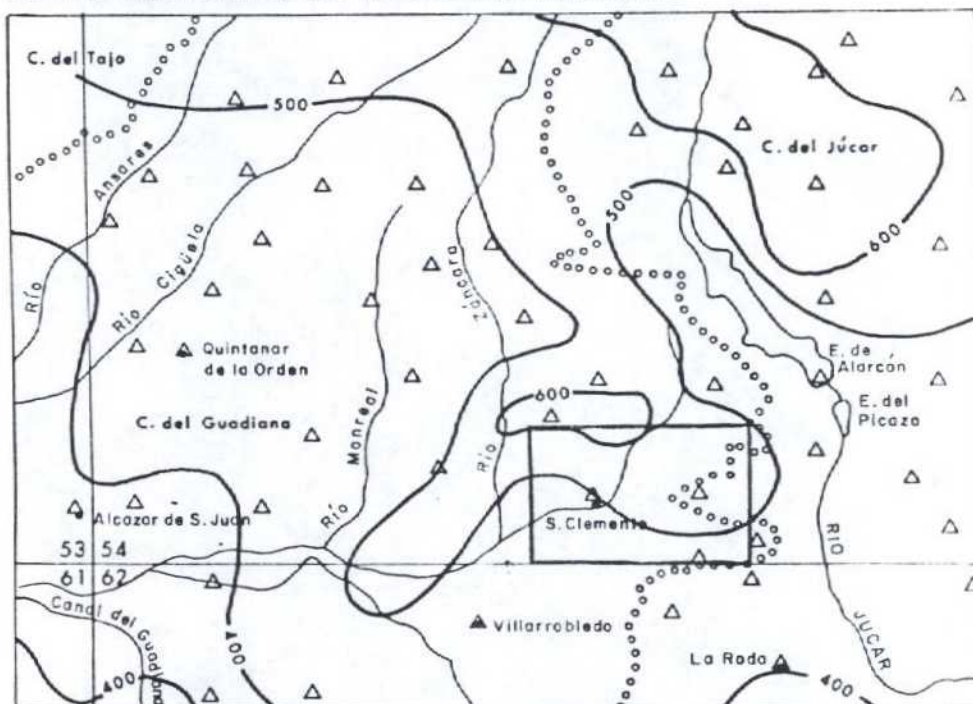 C. del Tajo
500
C. del Júcar
Ansares
Río
Cigüela
Río
Záncara
Río
500
600
Quintanar
de la Orden
E. de
Alarcón
E. del
Picazo
C. del Guadiana
Monreal
Río
600
Alcazar de S. Juan
S. Clemente
53 54
61 62
RIO
JUCAR
Canal del Guadiana
400
Villarrobledo
La Roda
400
400